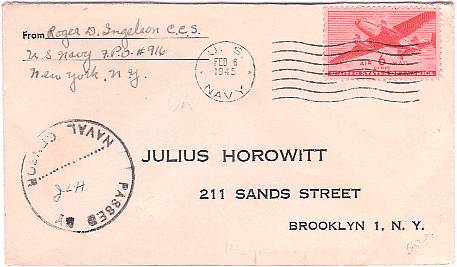 From Roger D. Ingelson C.C.S.
U.S. Navy F.P.O. #916
New York, N.Y.
U. S.
FEB 6
1945
NAVY
6
AIR MAIL
UNITED STATES OF AMERICA
PASSED BY
NAVAL CENSOR
JULIUS HOROWITT
211 SANDS STREET
BROOKLYN 1, N. Y.